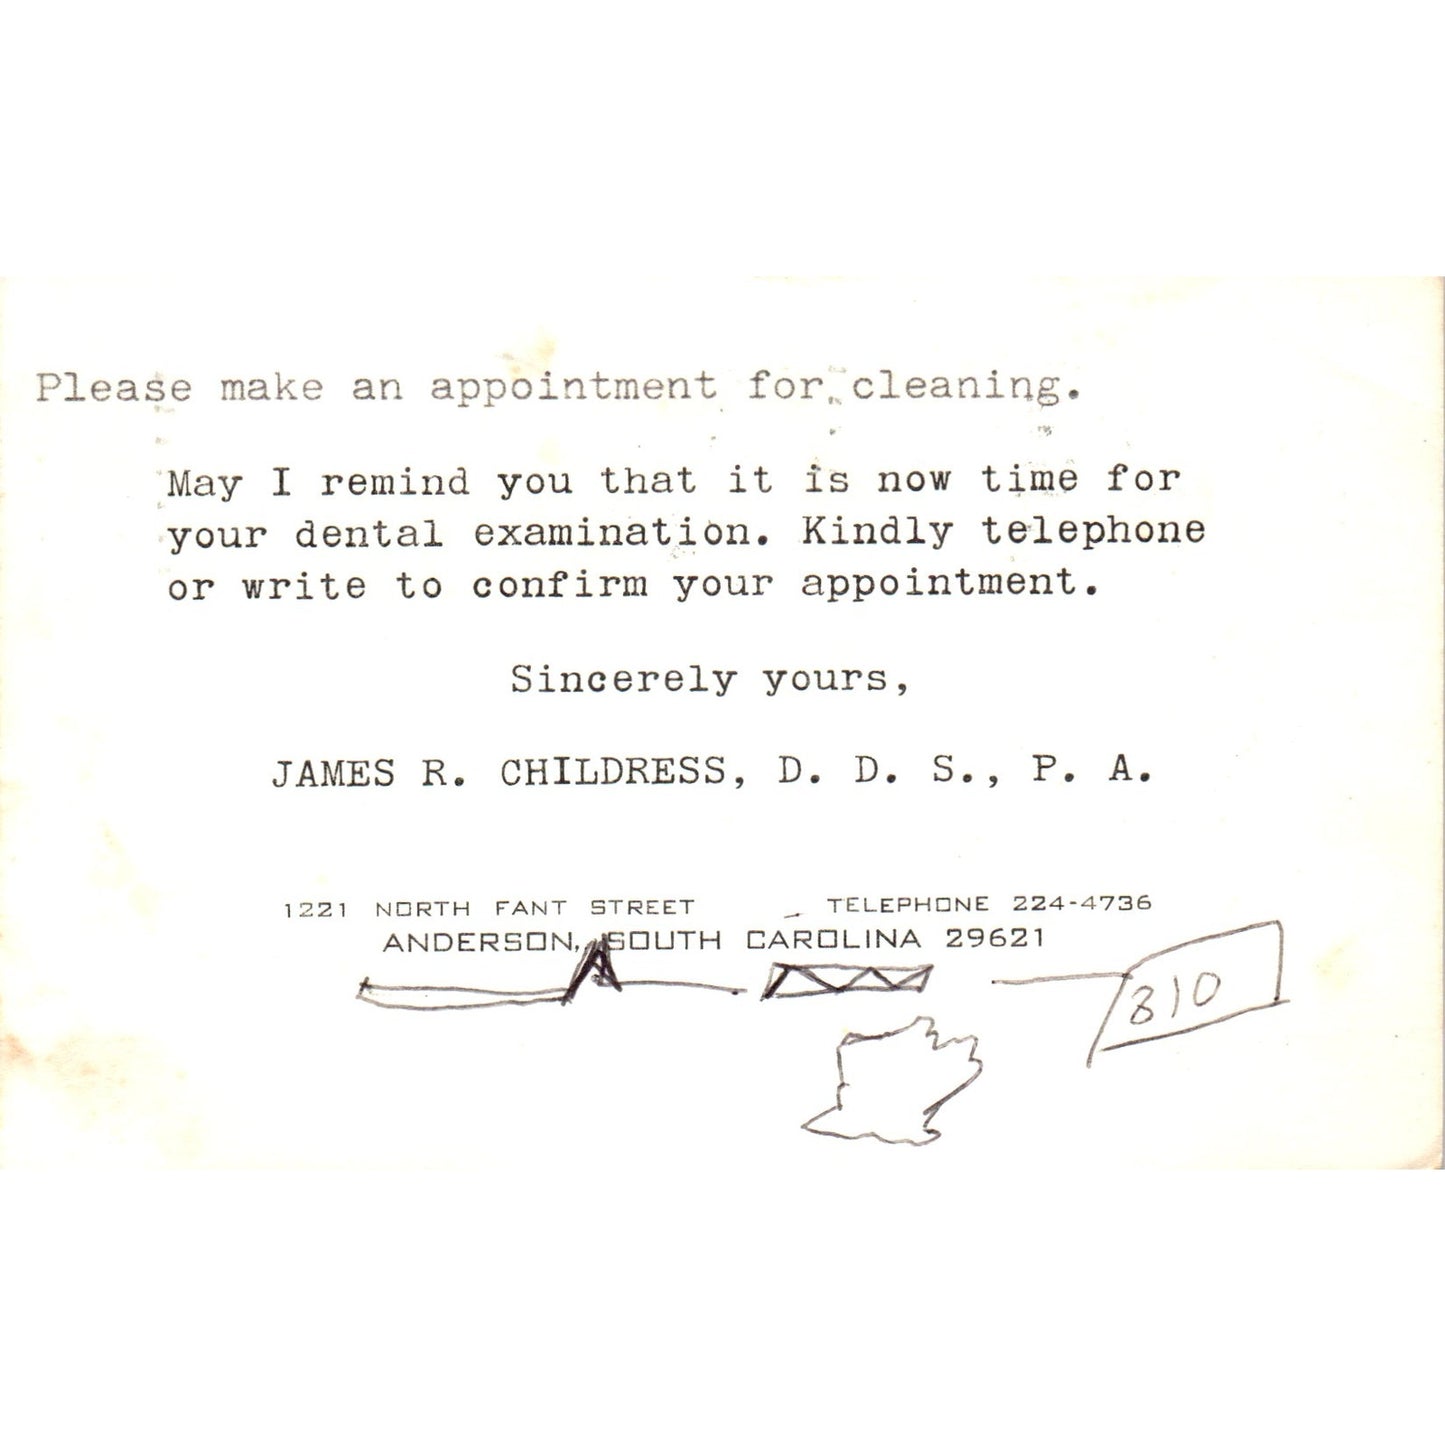 Please make an appointment for cleaning.
May I remind you that it is now time for
your dental examination. Kindly telephone
or write to confirm your appointment.
Sincerely yours,
JAMES R. CHILDRESS, D. D. S., P. A.
1221 NORTH FANT STREET TELEPHONE 224-4736
ANDERSON, SOUTH CAROLINA 29621
810